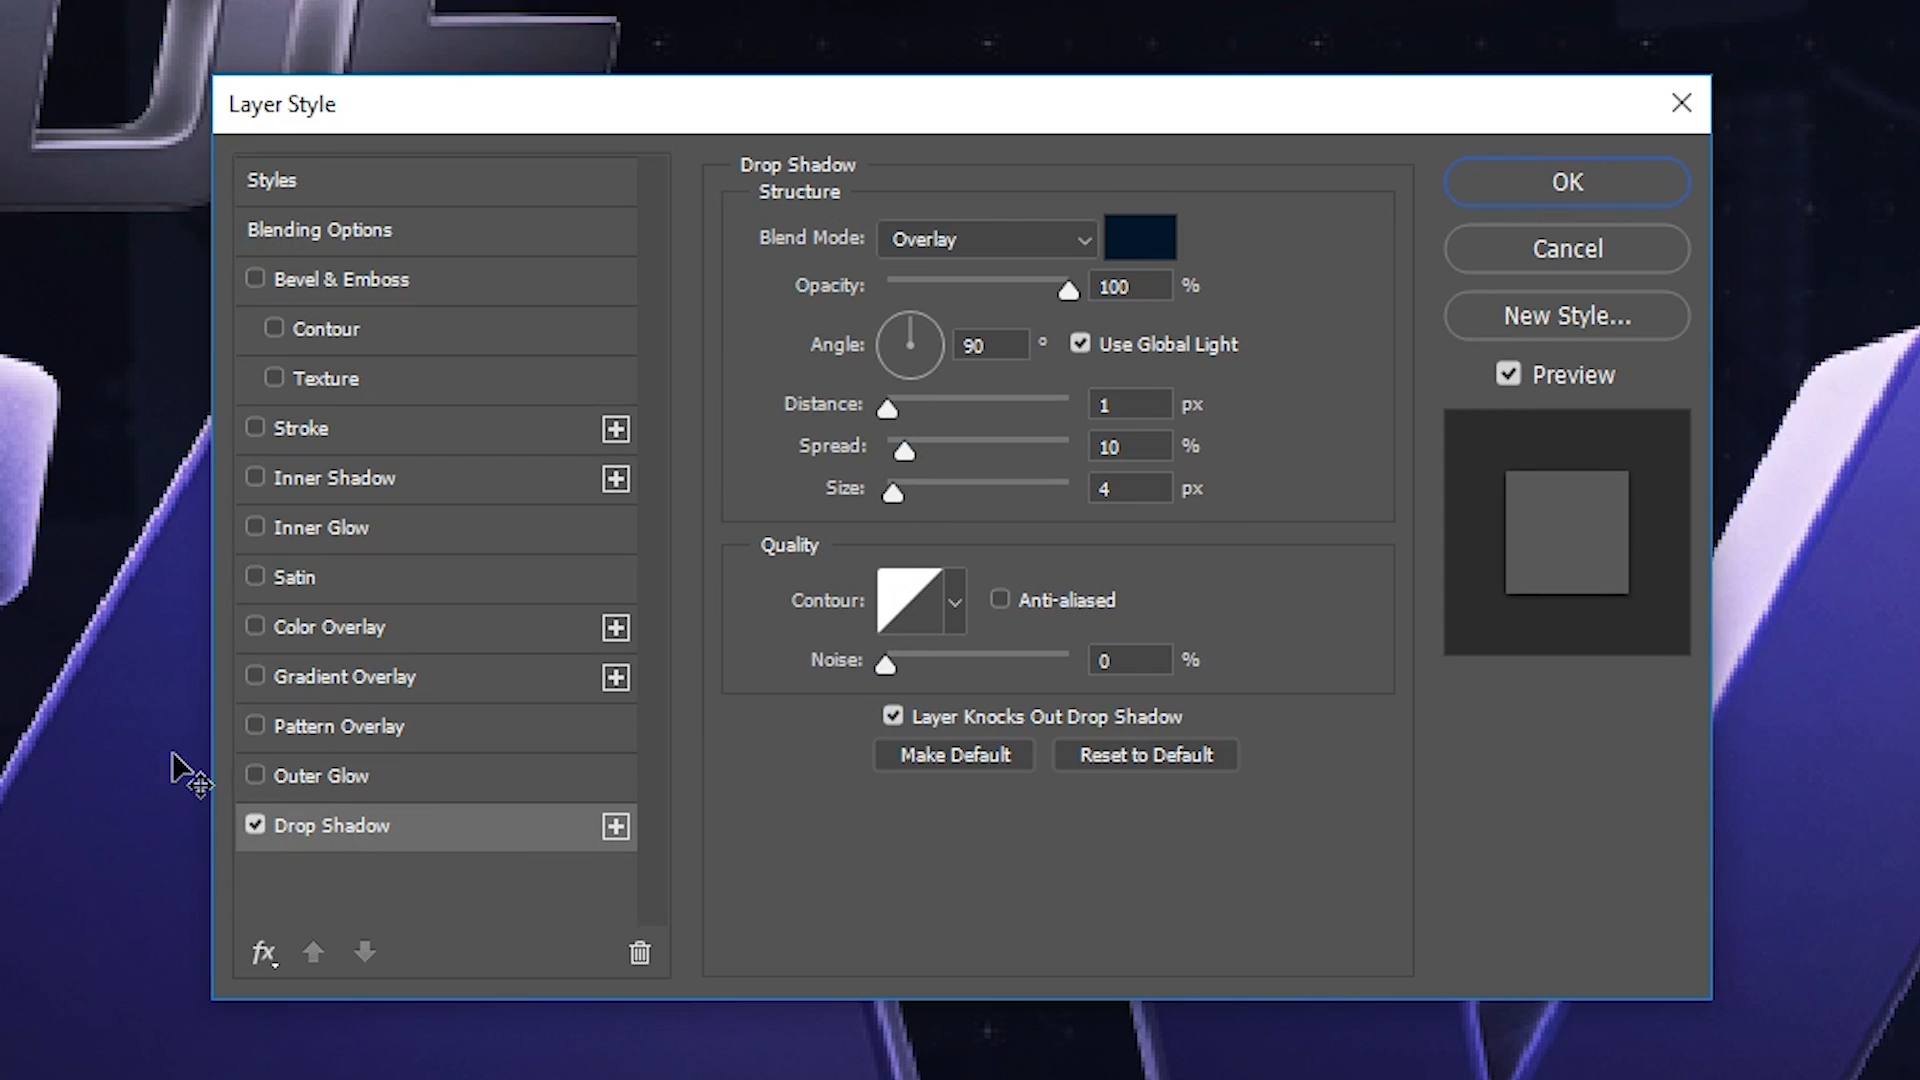 Layer Style
Styles
Blending Options
Bevel & Emboss
Contour
Texture
Stroke
Inner Shadow
Inner Glow
Satin
Color Overlay
Gradient Overlay
Pattern Overlay
Outer Glow
Drop Shadow
fx
Drop Shadow
Structure
Blend Mode: Overlay
Opacity: 100 %
Angle: 90 ° Use Global Light
Distance: 1 px
Spread: 10 %
Size: 4 px
Quality
Contour: Anti-aliased
Noise: 0 %
Layer Knocks Out Drop Shadow
Make Default Reset to Default
OK
Cancel
New Style...
Preview